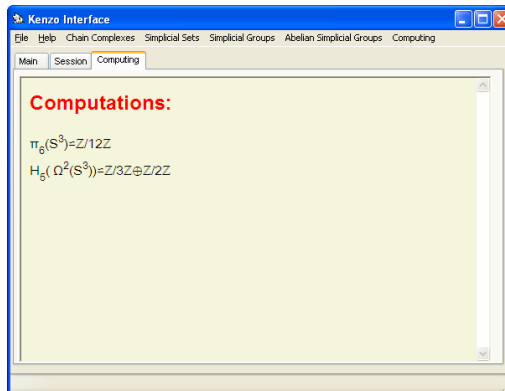 Kenzo Interface
File Help Chain Complexes Simplicial Sets Simplicial Groups Abelian Simplicial Groups Computing
Main Session Computing
Computations:
π₆(S³)=Z/12Z
H₅( Ω²(S³))=Z/3Z⊕Z/2Z